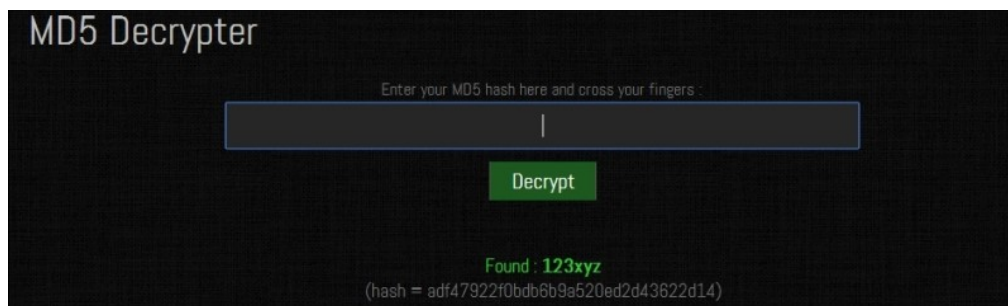 MD5 Decrypter
Enter your MD5 hash here and cross your fingers :
Decrypt
Found : 123xyz
(hash = adf47922f0bdb6b9a520ed2d43622d14)